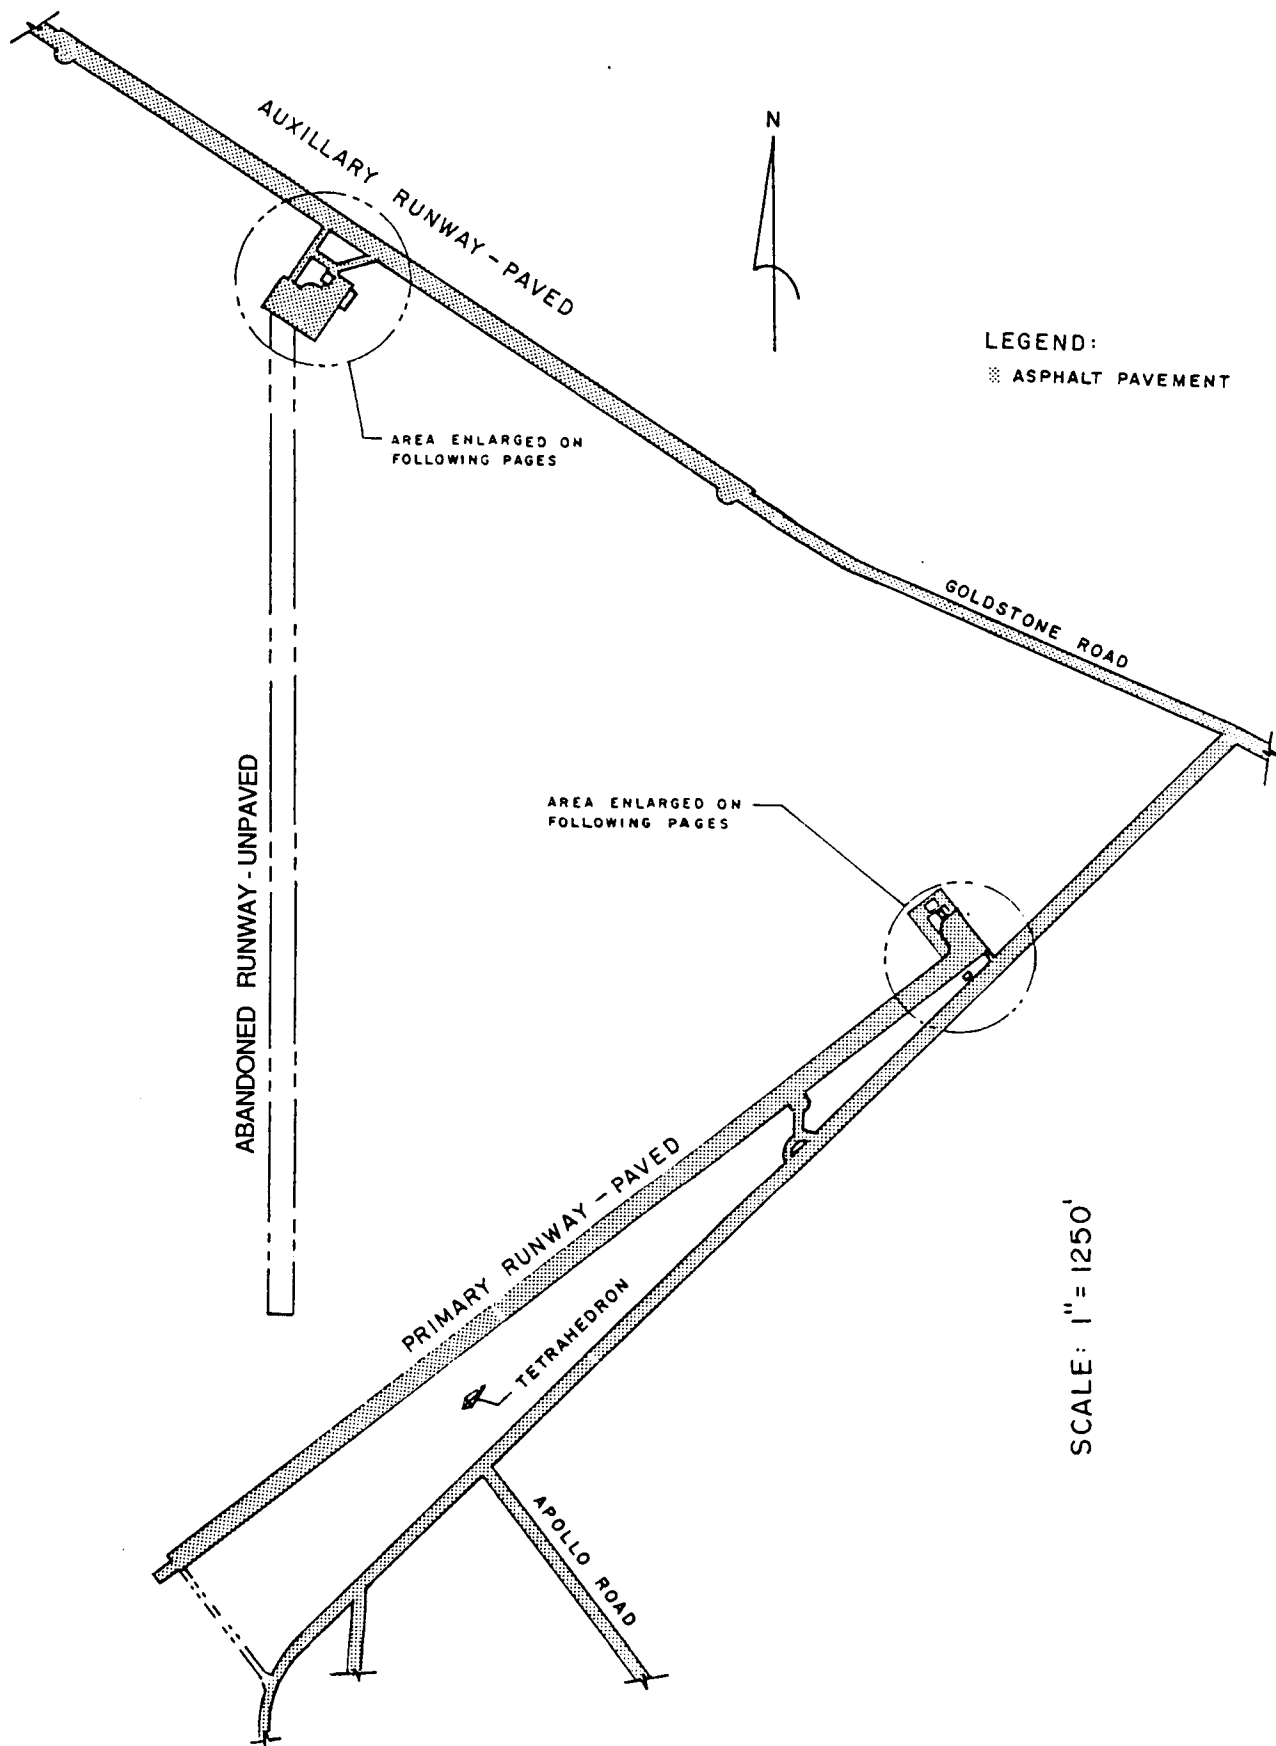 AUXILLARY RUNWAY - PAVED
N
LEGEND:
ASPHALT PAVEMENT
AREA ENLARGED ON
FOLLOWING PAGES
GOLDSTONE ROAD
ABANDONED RUNWAY - UNPAVED
AREA ENLARGED ON
FOLLOWING PAGES
PRIMARY RUNWAY - PAVED
TETRAHEDRON
SCALE: 1" = 1250'
APOLLO ROAD